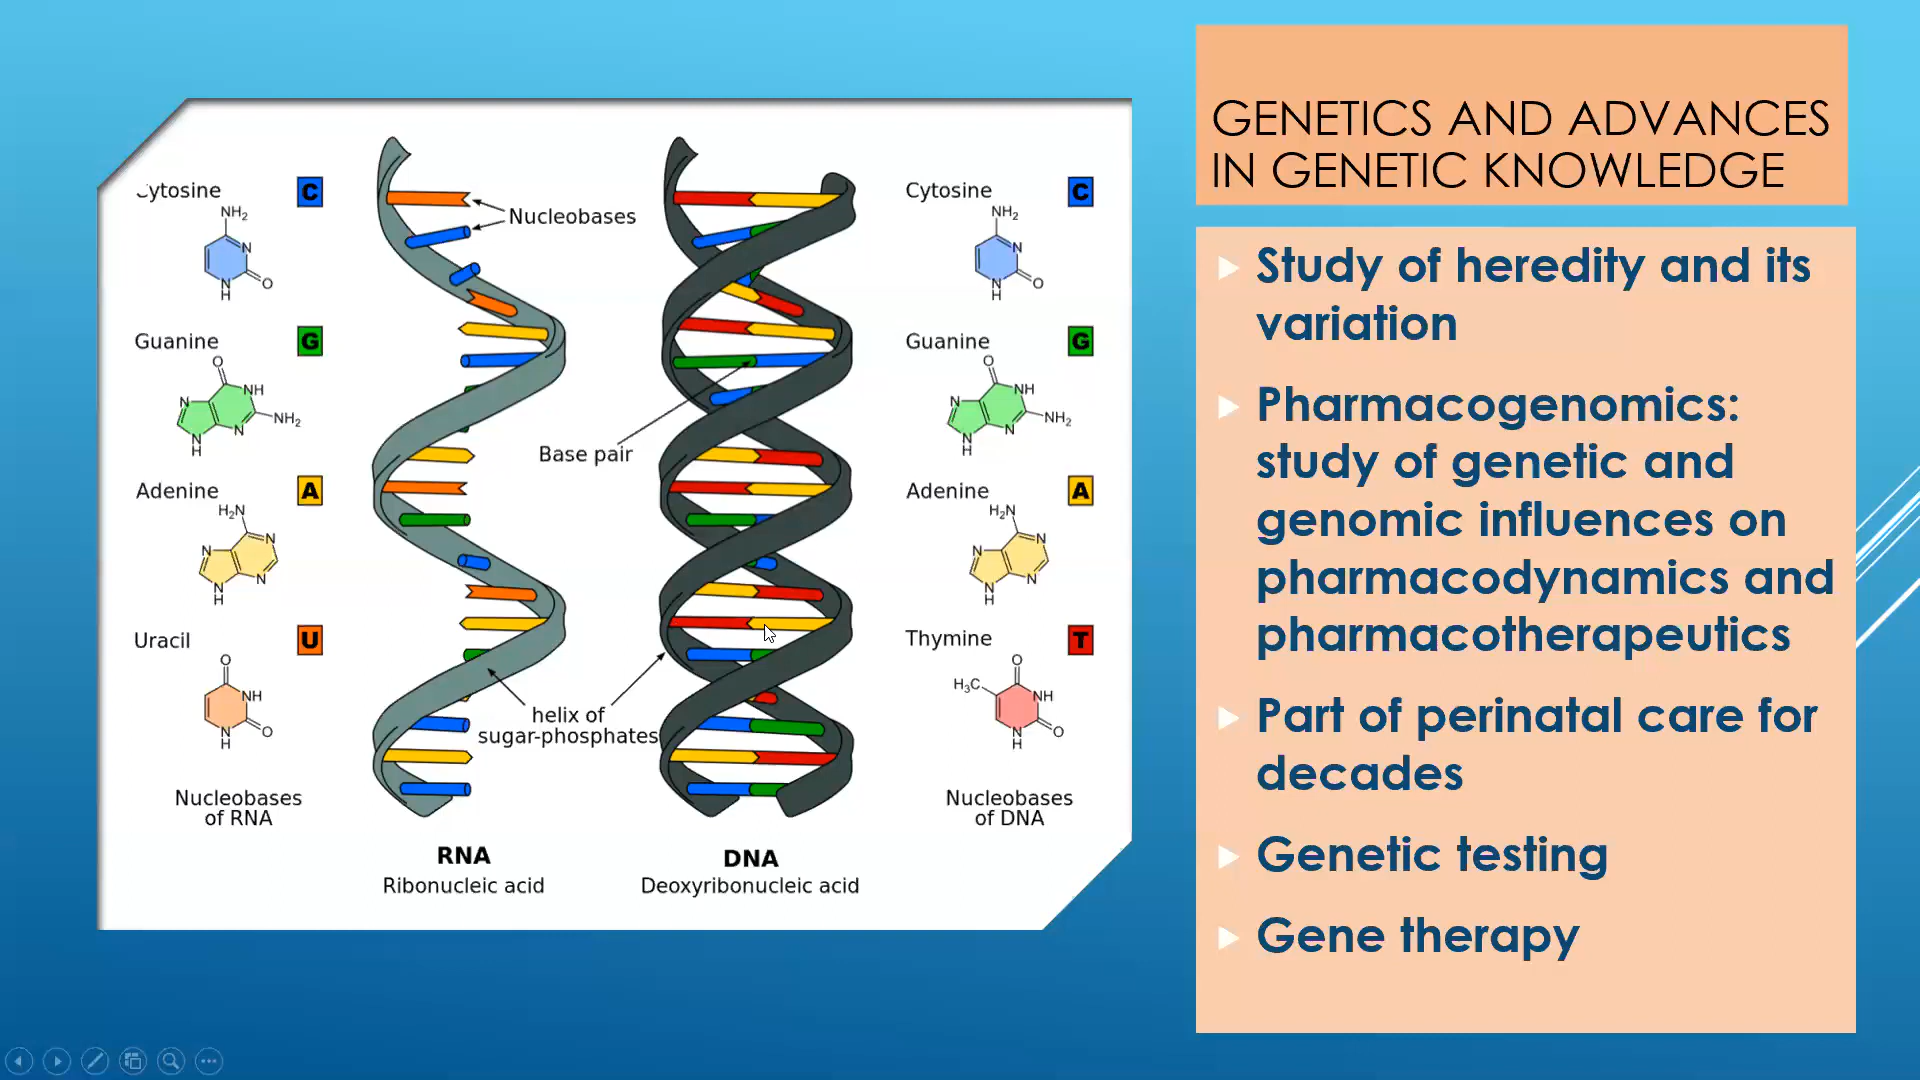 GENETICS AND ADVANCES
IN GENETIC KNOWLEDGE
Study of heredity and its
variation
Pharmacogenomics:
study of genetic and
genomic influences on
pharmacodynamics and
pharmacotherapeutics
Part of perinatal care for
decades
Genetic testing
Gene therapy
Cytosine
C
NH2
N
N
H
O
Guanine
G
O
N
NH
N
H
N
NH2
Adenine
A
H2N
N
N
N
H
N
Uracil
U
O
NH
N
H
O
Nucleobases
of RNA
Nucleobases
Base pair
helix of
sugar-phosphates
RNA
Ribonucleic acid
DNA
Deoxyribonucleic acid
Cytosine
C
NH2
N
N
H
O
Guanine
G
O
N
NH
N
H
N
NH2
Adenine
A
H2N
N
N
N
H
N
Thymine
T
O
H3C
NH
N
H
O
Nucleobases
of DNA